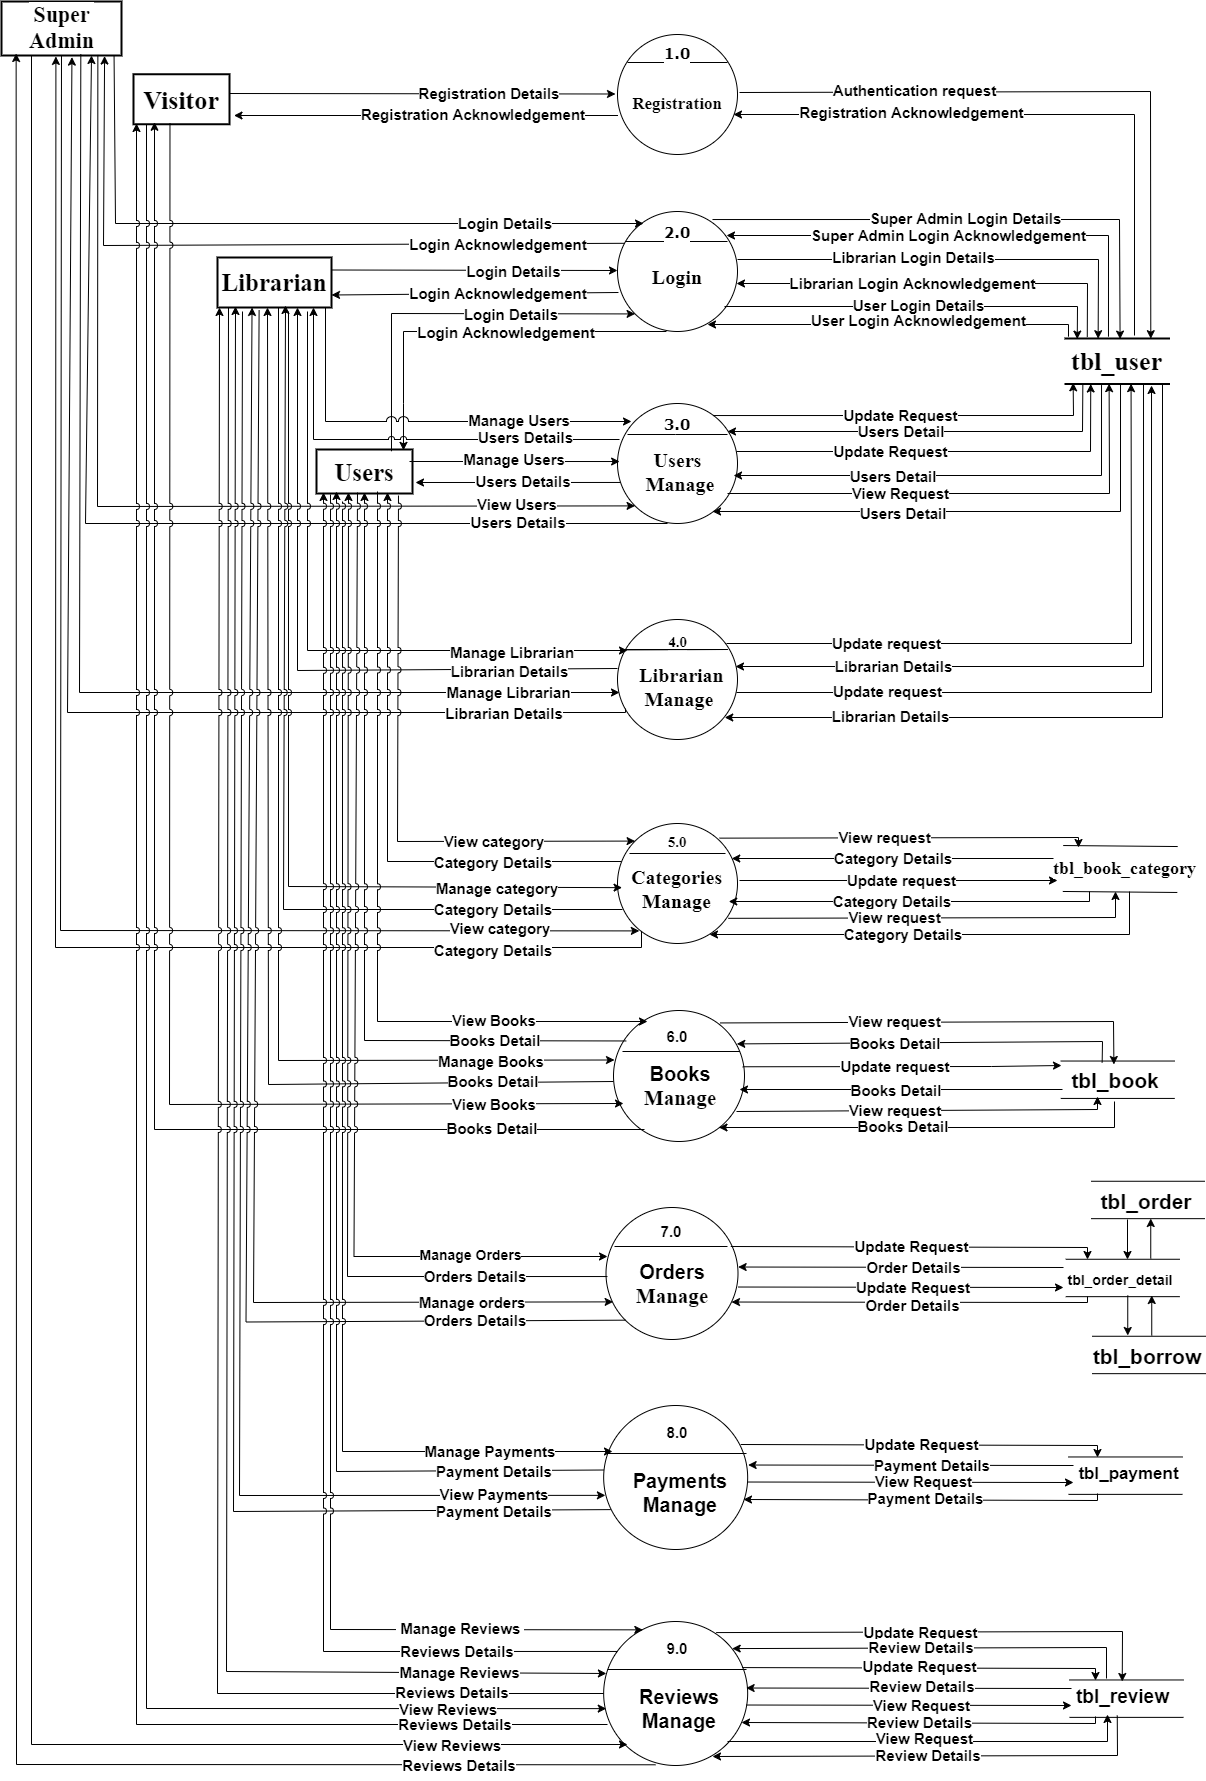 Super
Admin
Visitor
Registration Details
Registration Acknowledgement
1.0
Registration
Authentication request
Registration Acknowledgement
Login Details
Login Acknowledgement
Librarian
Login Details
Login Acknowledgement
Login Details
Login Acknowledgement
2.0
Login
Super Admin Login Details
Super Admin Login Acknowledgement
Librarian Login Details
Librarian Login Acknowledgement
User Login Details
User Login Acknowledgement
tbl_user
Manage Users
Users Details
Users
Manage Users
Users Details
View Users
Users Details
3.0
Users
Manage
Update Request
Users Detail
Update Request
Users Detail
View Request
Users Detail
Manage Librarian
Librarian Details
Manage Librarian
Librarian Details
4.0
Librarian
Manage
Update request
Librarian Details
Update request
Librarian Details
View category
Category Details
Manage category
Category Details
View category
Category Details
5.0
Categories
Manage
View request
Category Details
Update request
Category Details
View request
Category Details
tbl_book_category
View Books
Books Detail
Manage Books
Books Detail
View Books
Books Detail
6.0
Books
Manage
View request
Books Detail
Update request
Books Detail
View request
Books Detail
tbl_book
Manage Orders
Orders Details
Manage orders
Orders Details
7.0
Orders
Manage
Update Request
Order Details
Update Request
Order Details
tbl_order
tbl_order_detail
tbl_borrow
Manage Payments
Payment Details
View Payments
Payment Details
8.0
Payments
Manage
Update Request
Payment Details
View Request
Payment Details
tbl_payment
Manage Reviews
Reviews Details
Manage Reviews
Reviews Details
View Reviews
Reviews Details
View Reviews
Reviews Details
9.0
Reviews
Manage
Update Request
Review Details
Update Request
Review Details
View Request
Review Details
View Request
Review Details
tbl_review